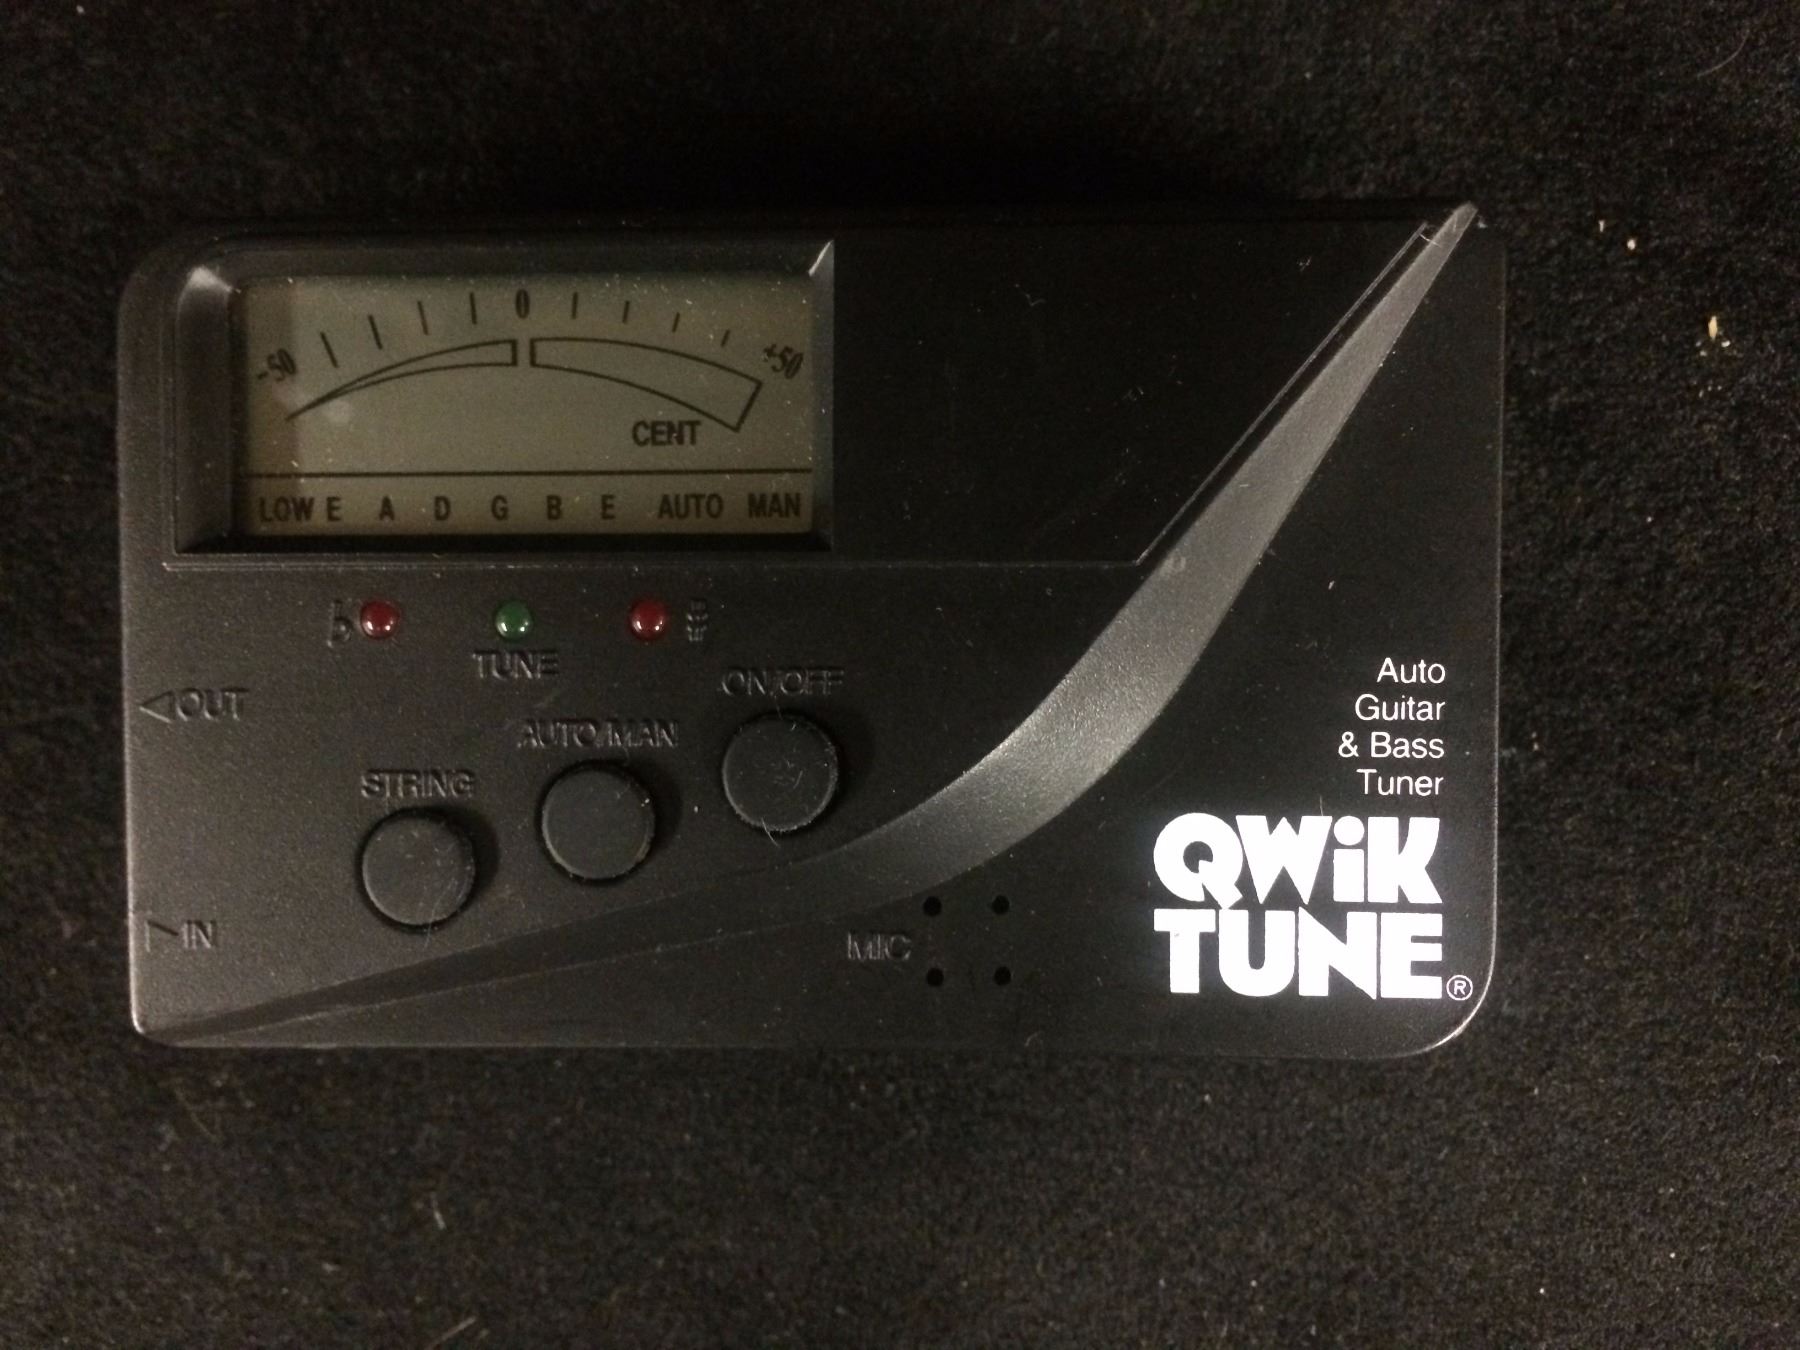 -50 0 +50
CENT
LOW E A D G B E AUTO MAN
♭ ♯
TUNE
ON/OFF
OUT
AUTO/MAN
STRING
IN
MIC
Auto
Guitar
& Bass
Tuner
QWiK
TUNE®